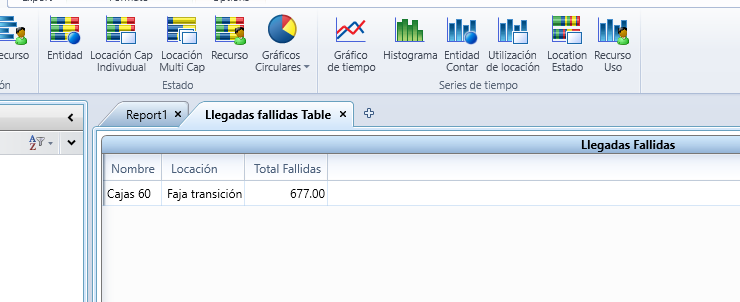 ecurso
Entidad
Locación Cap
Individual
Locación
Multi Cap
Recurso
Gráficos
Circulares
Gráfico
de tiempo
Histograma
Entidad
Contar
Utilización
de locación
Location
Estado
Recurso
Uso
ón
Estado
Series de tiempo
Report1
Llegadas fallidas Table
Llegadas Fallidas
Nombre Locación Total Fallidas
Cajas 60 Faja transición 677.00